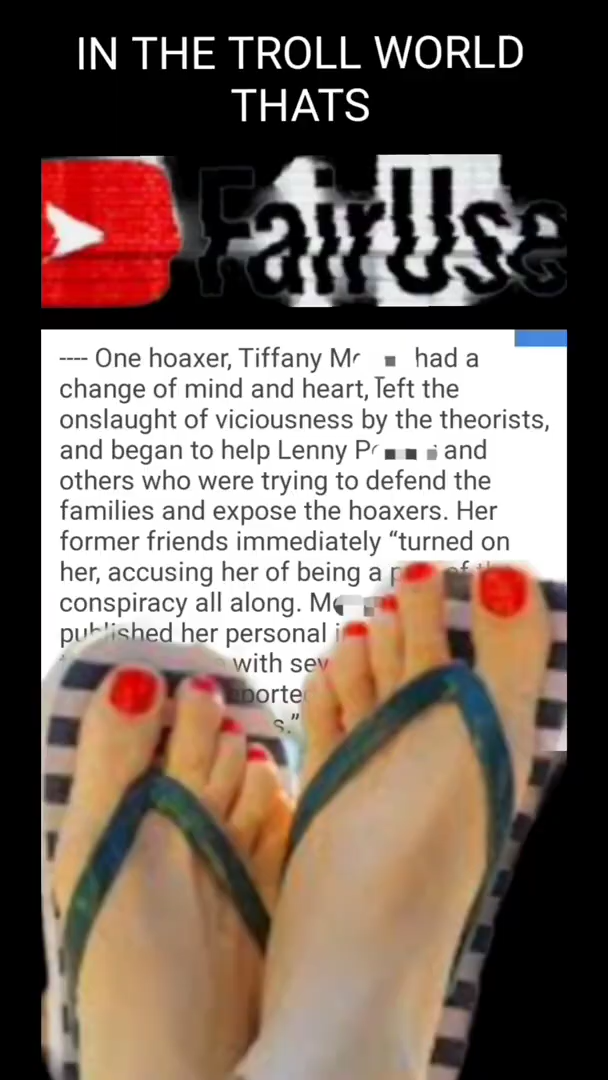 IN THE TROLL WORLD
THATS
FairUse
---- One hoaxer, Tiffany M had a
change of mind and heart, left the
onslaught of viciousness by the theorists,
and began to help Lenny P and
others who were trying to defend the
families and expose the hoaxers. Her
former friends immediately “turned on
her, accusing her of being a of
conspiracy all along. M
published her personal
with
s.”